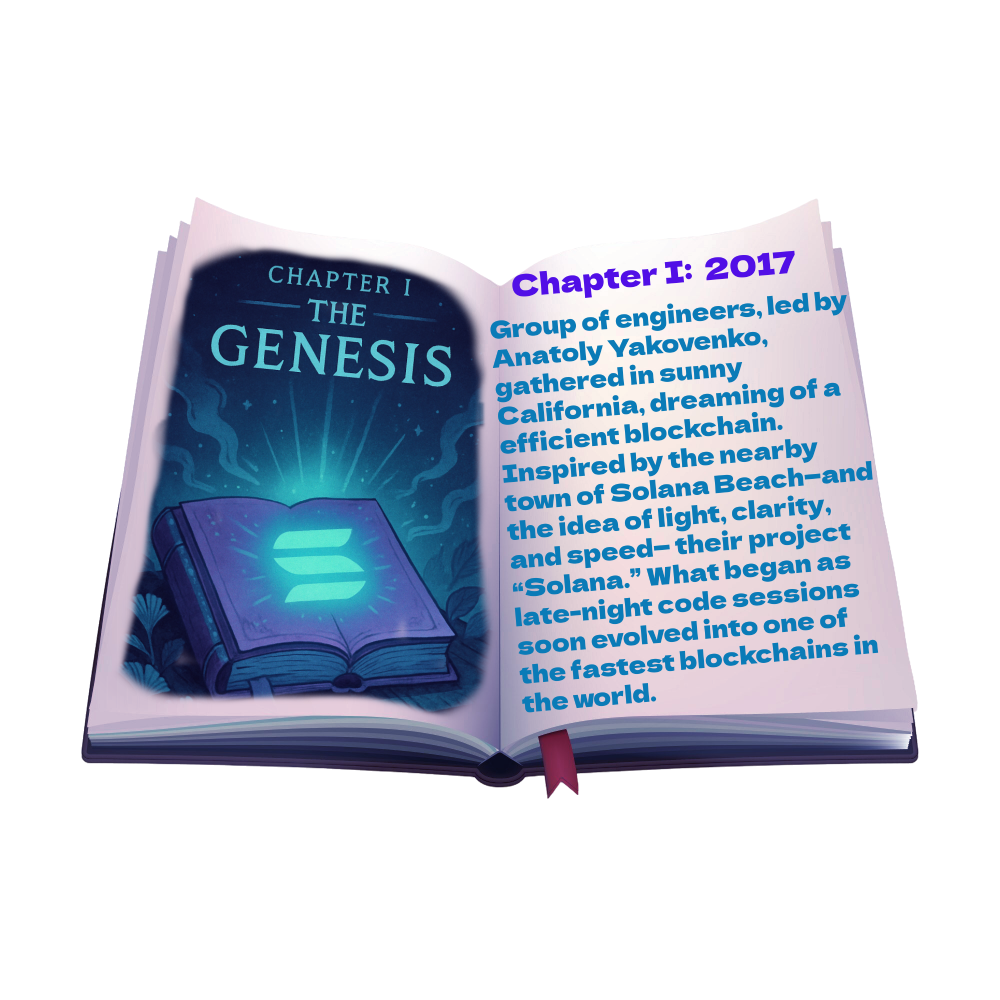 CHAPTER I
THE
GENESIS
Chapter I: 2017
Group of engineers, led by
Anatoly Yakovenko,
gathered in sunny
California, dreaming of a
efficient blockchain.
Inspired by the nearby
town of Solana Beach—and
the idea of light, clarity,
and speed— their project
“Solana.” What began as
late-night code sessions
soon evolved into one of
the fastest blockchains in
the world.